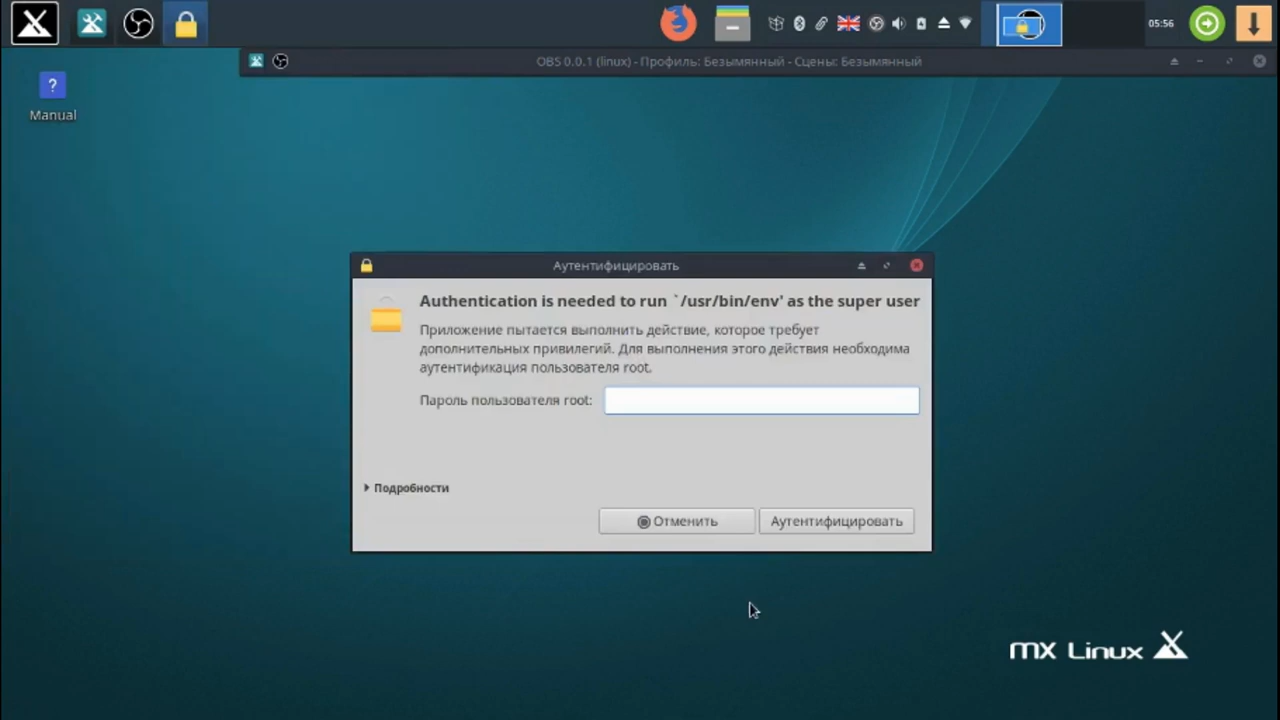 05:56
OBS 0.0.1 (linux) - Профиль: Безымянный - Сцены: Безымянный
?
Manual
Аутентифицировать
Authentication is needed to run `/usr/bin/env' as the super user
Приложение пытается выполнить действие, которое требует
дополнительных привилегий. Для выполнения этого действия необходима
аутентификация пользователя root.
Пароль пользователя root:
Подробности
Отменить
Аутентифицировать
mx Linux